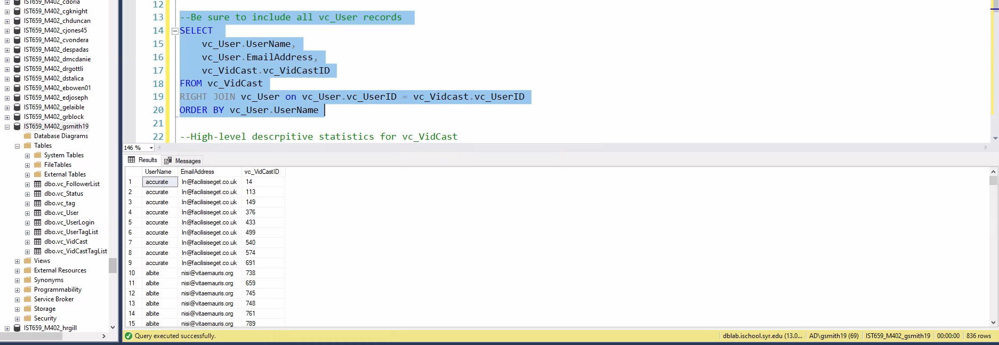 IST659_M402_cdoria
IST659_M402_cgknight
IST659_M402_chduncan
IST659_M402_cjones45
IST659_M402_cvondera
IST659_M402_despadas
IST659_M402_dmcdanie
IST659_M402_drgottli
IST659_M402_dstalica
IST659_M402_ebowen01
IST659_M402_edjoseph
IST659_M402_gelaible
IST659_M402_grblock
IST659_M402_gsmith19
Database Diagrams
Tables
System Tables
FileTables
External Tables
dbo.vc_FollowerList
dbo.vc_Status
dbo.vc_tag
dbo.vc_User
dbo.vc_UserLogin
dbo.vc_UserTagList
dbo.vc_VidCast
dbo.vc_VidCastTagList
Views
External Resources
Synonyms
Programmability
Service Broker
Storage
Security
IST659_M402_hrgill
12
13 --Be sure to include all vc_User records
14 SELECT
15 vc_User.UserName,
16 vc_User.EmailAddress,
17 vc_VidCast.vc_VidCastID
18 FROM vc_VidCast
19 RIGHT JOIN vc_User on vc_User.vc_UserID = vc_Vidcast.vc_UserID
20 ORDER BY vc_User.UserName
21
22 --High-level descrpitive statistics for vc_VidCast
146 %
Results Messages
UserName EmailAddress vc_VidCastID
1 accurate In@facilisiseget.co.uk 14
2 accurate In@facilisiseget.co.uk 113
3 accurate In@facilisiseget.co.uk 149
4 accurate In@facilisiseget.co.uk 376
5 accurate In@facilisiseget.co.uk 433
6 accurate In@facilisiseget.co.uk 499
7 accurate In@facilisiseget.co.uk 540
8 accurate In@facilisiseget.co.uk 574
9 accurate In@facilisiseget.co.uk 691
10 albite nisi@vitaemauris.org 738
11 albite nisi@vitaemauris.org 659
12 albite nisi@vitaemauris.org 745
13 albite nisi@vitaemauris.org 748
14 albite nisi@vitaemauris.org 761
15 albite nisi@vitaemauris.org 789
Query executed successfully.
dblab.ischool.syr.edu (13.0... AD\gsmith19 (69) IST659_M402_gsmith19 00:00:00 836 rows